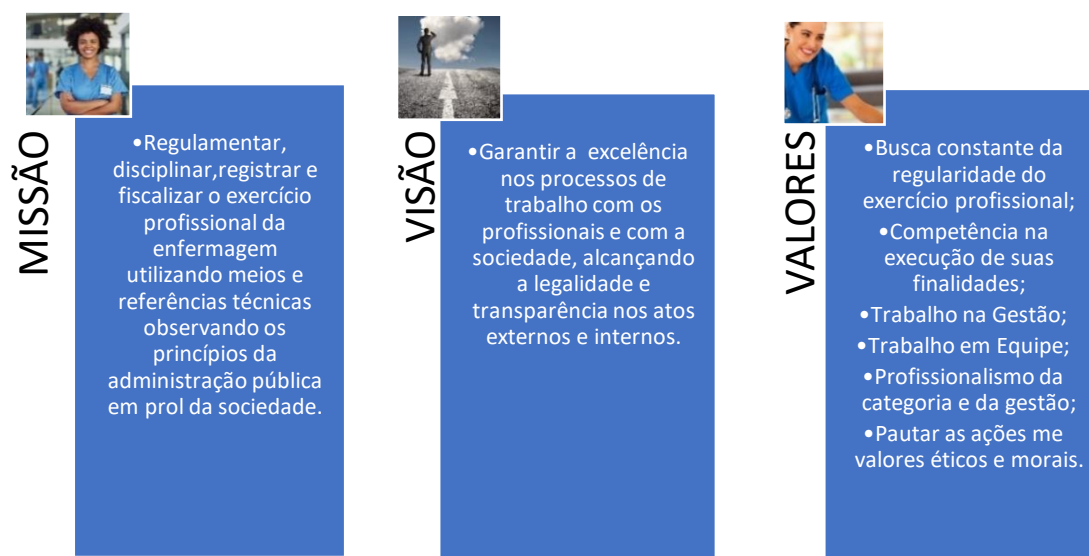 MISSÃO
•Regulamentar,
disciplinar,registrar e
fiscalizar o exercício
profissional da
enfermagem
utilizando meios e
referências técnicas
observando os
princípios da
administração pública
em prol da sociedade.
VISÃO
•Garantir a excelência
nos processos de
trabalho com os
profissionais e com a
sociedade, alcançando
a legalidade e
transparência nos atos
externos e internos.
VALORES
•Busca constante da
regularidade do
exercício profissional;
•Competência na
execução de suas
finalidades;
•Trabalho na Gestão;
•Trabalho em Equipe;
•Profissionalismo da
categoria e da gestão;
•Pautar as ações me
valores éticos e morais.